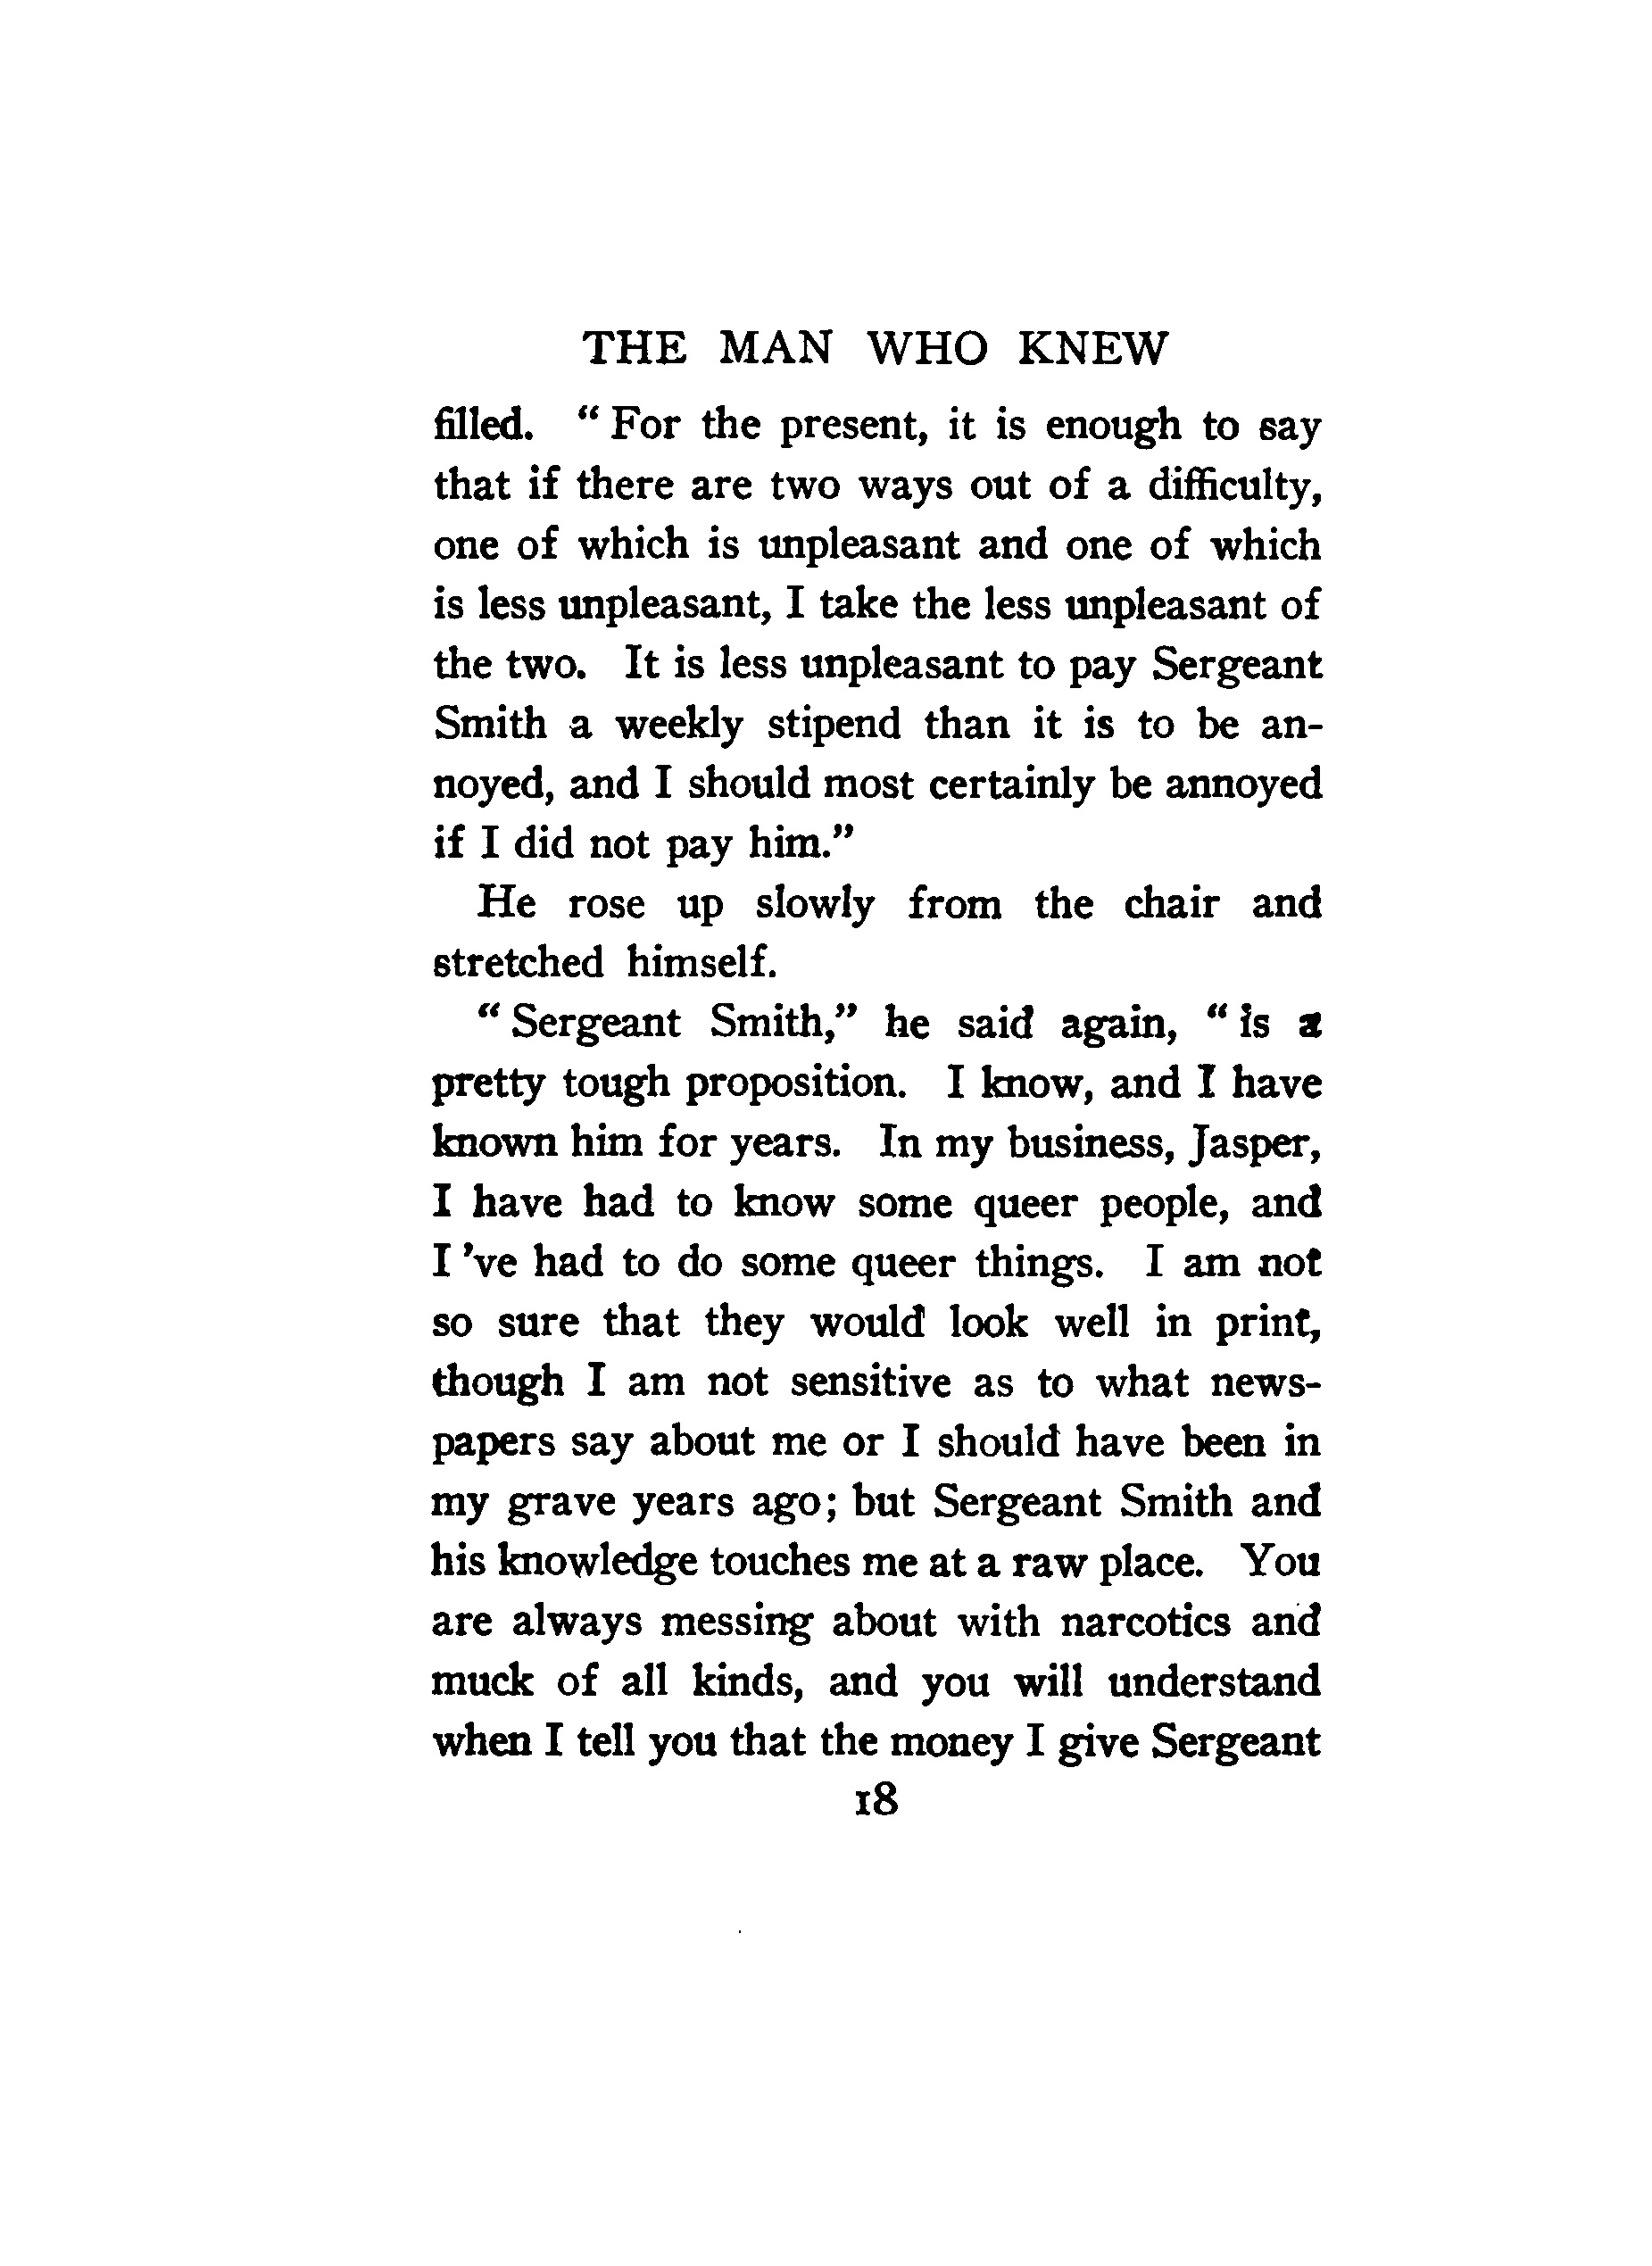 THE MAN WHO KNEW
filled. “ For the present, it is enough to say
that if there are two ways out of a difficulty,
one of which is unpleasant and one of which
is less unpleasant, I take the less unpleasant of
the two. It is less unpleasant to pay Sergeant
Smith a weekly stipend than it is to be an-
noyed, and I should most certainly be annoyed
if I did not pay him.”
He rose up slowly from the chair and
stretched himself.
“ Sergeant Smith,” he said again, “ is a
pretty tough proposition. I know, and I have
known him for years. In my business, Jasper,
I have had to know some queer people, and
I ’ve had to do some queer things. I am not
so sure that they would look well in print,
though I am not sensitive as to what news-
papers say about me or I should have been in
my grave years ago; but Sergeant Smith and
his knowledge touches me at a raw place. You
are always messing about with narcotics and
muck of all kinds, and you will understand
when I tell you that the money I give Sergeant
18